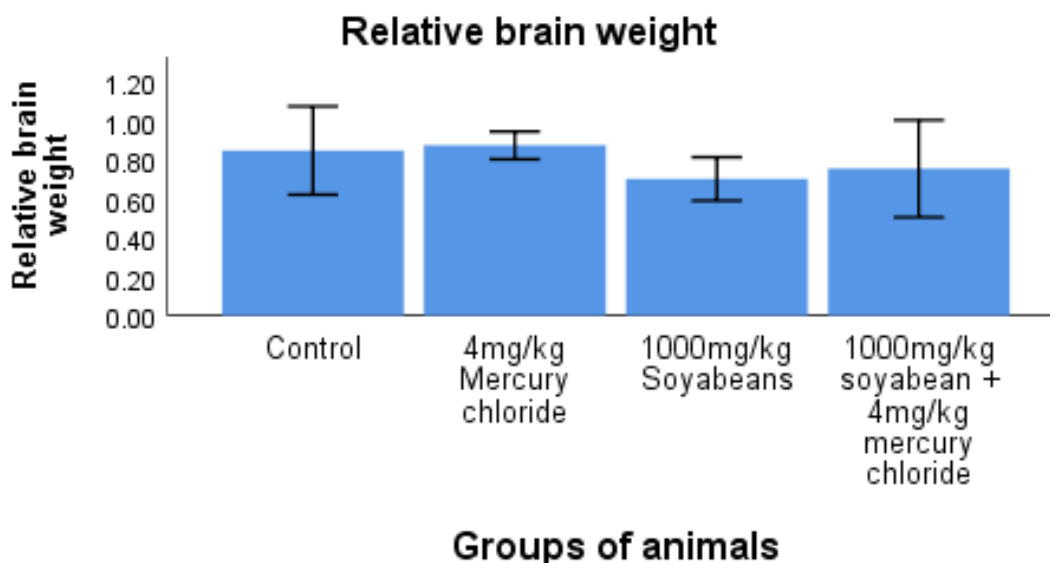 Relative brain weight
Relative brain
weight
1.20
1.00
0.80
0.60
0.40
0.20
0.00
Control
4mg/kg
Mercury
chloride
1000mg/kg
Soyabeans
1000mg/kg
soyabean +
4mg/kg
mercury
chloride
Groups of animals